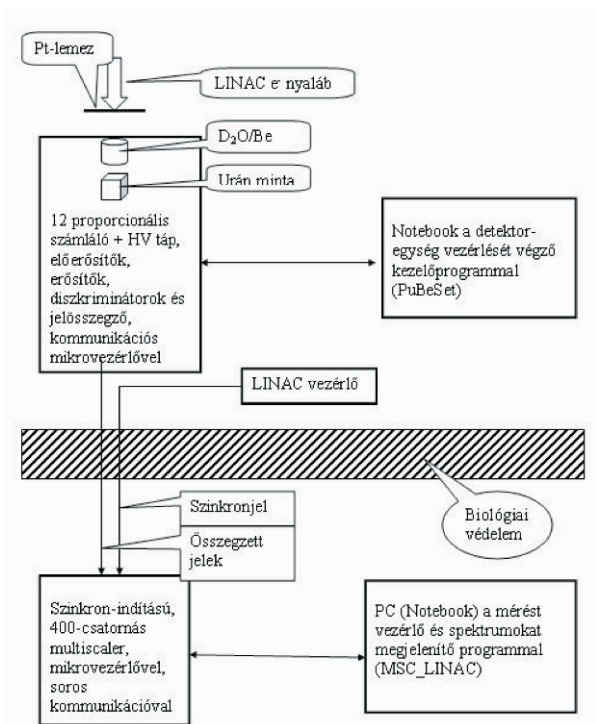 Pt-lemez
LINAC e⁻ nyaláb
D₂O/Be
Urán minta
12 proporcionális
számláló + HV táp,
előerősítők,
erősítők,
diszkriminátorok és
jelösszegző,
kommunikációs
mikrovezérlővel
Notebook a detektor-
egység vezérlését végző
kezelőprogrammal
(PuBeSet)
LINAC vezérlő
Szinkronjel
Összegzett
jelek
Biológiai
védelem
Szinkron-indítású,
400-csatornás
multiscaler,
mikrovezérlővel,
soros
kommunikációval
PC (Notebook) a mérést
vezérlő és spektrumokat
megjelenítő programmal
(MSC_LINAC)